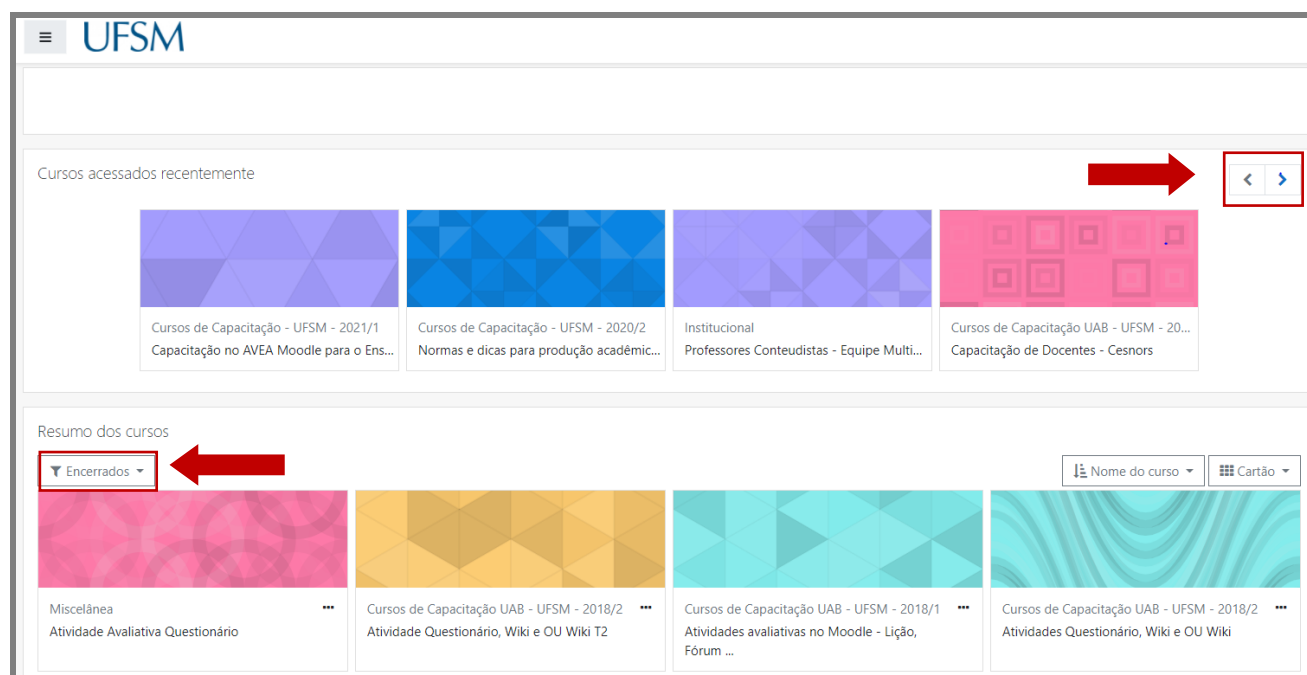 UFSM
Cursos acessados recentemente
Cursos de Capacitação - UFSM - 2021/1
Capacitação no AVEA Moodle para o Ens...
Cursos de Capacitação - UFSM - 2020/2
Normas e dicas para produção acadêmic...
Institucional
Professores Conteudistas - Equipe Multi...
Cursos de Capacitação UAB - UFSM - 20...
Capacitação de Docentes - Cesnors
Resumo dos cursos
Encerrados
Nome do curso
Cartão
Miscelânea
Atividade Avaliativa Questionário
Cursos de Capacitação UAB - UFSM - 2018/2
Atividade Questionário, Wiki e OU Wiki T2
Cursos de Capacitação UAB - UFSM - 2018/1
Atividades avaliativas no Moodle - Lição,
Fórum ...
Cursos de Capacitação UAB - UFSM - 2018/2
Atividades Questionário, Wiki e OU Wiki